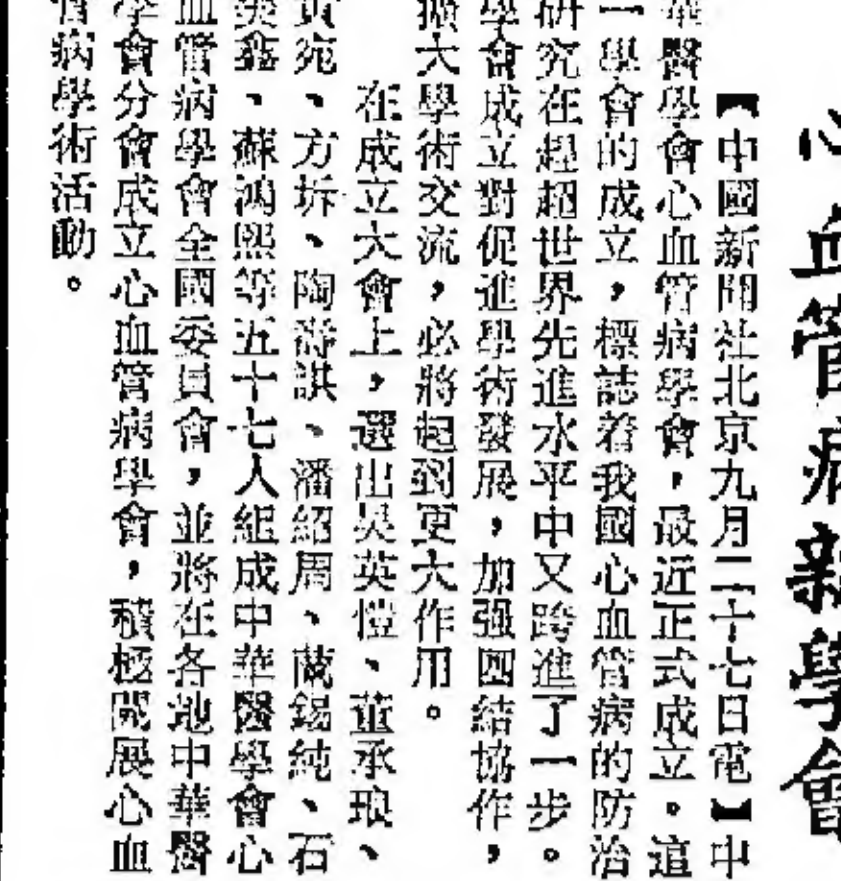 心血管病新學會
【中國新聞社北京九月二十七日電】中
華醫學會心血管病學會，最近正式成立。這
一學會的成立，標誌着我國心血管病的防治
研究在趕超世界先進水平中又跨進了一步。
學會成立對促進學術發展，加强團結協作，
擴大學術交流，必將起到更大作用。
在成立大會上，選出吳英愷、董承琅、
黃宛、方圻、陶壽淇、潘紹周、蘭錫純、石
美鑫、蘇鴻熙等五十七人組成中華醫學會心
血管病學會全國委員會，並將在各地中華醫
學會分會成立心血管病學會，積極開展心血
管病學術活動。